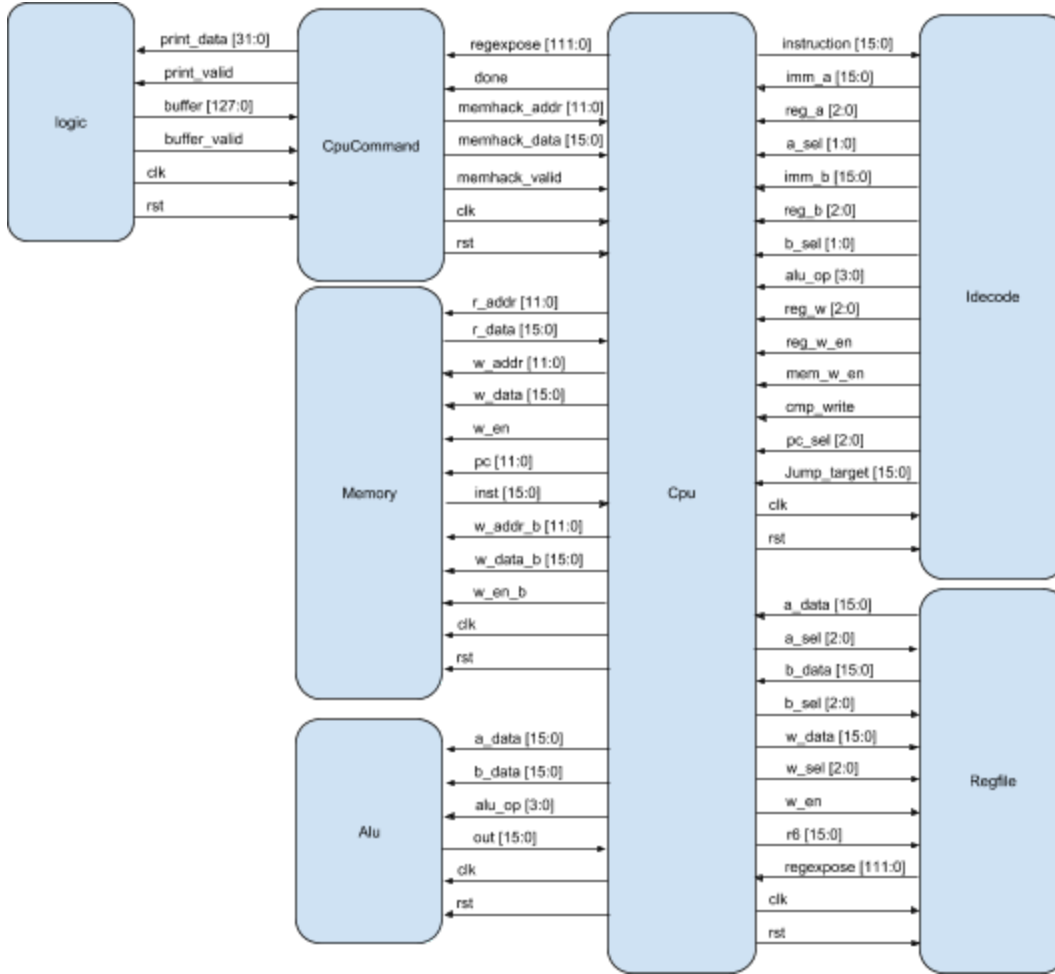 logic
print_data [31:0]
print_valid
buffer [127:0]
buffer_valid
clk
rst
CpuCommand
regexpose [111:0]
done
memhack_addr [11:0]
memhack_data [15:0]
memhack_valid
clk
rst
Memory
r_addr [11:0]
r_data [15:0]
w_addr [11:0]
w_data [15:0]
w_en
pc [11:0]
inst [15:0]
w_addr_b [11:0]
w_data_b [15:0]
w_en_b
clk
rst
Alu
a_data [15:0]
b_data [15:0]
alu_op [3:0]
out [15:0]
clk
rst
Cpu
instruction [15:0]
imm_a [15:0]
reg_a [2:0]
a_sel [1:0]
imm_b [15:0]
reg_b [2:0]
b_sel [1:0]
alu_op [3:0]
reg_w [2:0]
reg_w_en
mem_w_en
cmp_write
pc_sel [2:0]
Jump_target [15:0]
clk
rst
Idecode
a_data [15:0]
a_sel [2:0]
b_data [15:0]
b_sel [2:0]
w_data [15:0]
w_sel [2:0]
w_en
r6 [15:0]
regexpose [111:0]
clk
rst
Regfile